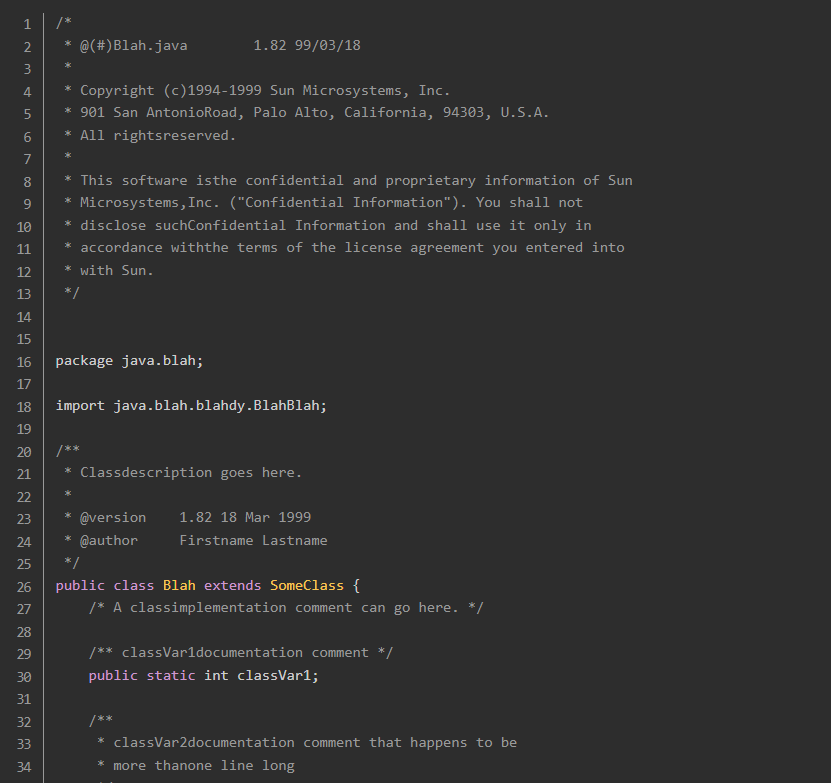 1 /*
2  * @(#)Blah.java        1.82 99/03/18
3  *
4  * Copyright (c)1994-1999 Sun Microsystems, Inc.
5  * 901 San AntonioRoad, Palo Alto, California, 94303, U.S.A.
6  * All rightsreserved.
7  *
8  * This software isthe confidential and proprietary information of Sun
9  * Microsystems,Inc. ("Confidential Information"). You shall not
10  * disclose suchConfidential Information and shall use it only in
11  * accordance withthe terms of the license agreement you entered into
12  * with Sun.
13  */
14
15
16 package java.blah;
17
18 import java.blah.blahdy.BlahBlah;
19
20 /**
21  * Classdescription goes here.
22  *
23  * @version    1.82 18 Mar 1999
24  * @author     Firstname Lastname
25  */
26 public class Blah extends SomeClass {
27     /* A classimplementation comment can go here. */
28
29     /** classVar1documentation comment */
30     public static int classVar1;
31
32     /**
33      * classVar2documentation comment that happens to be
34      * more thanone line long